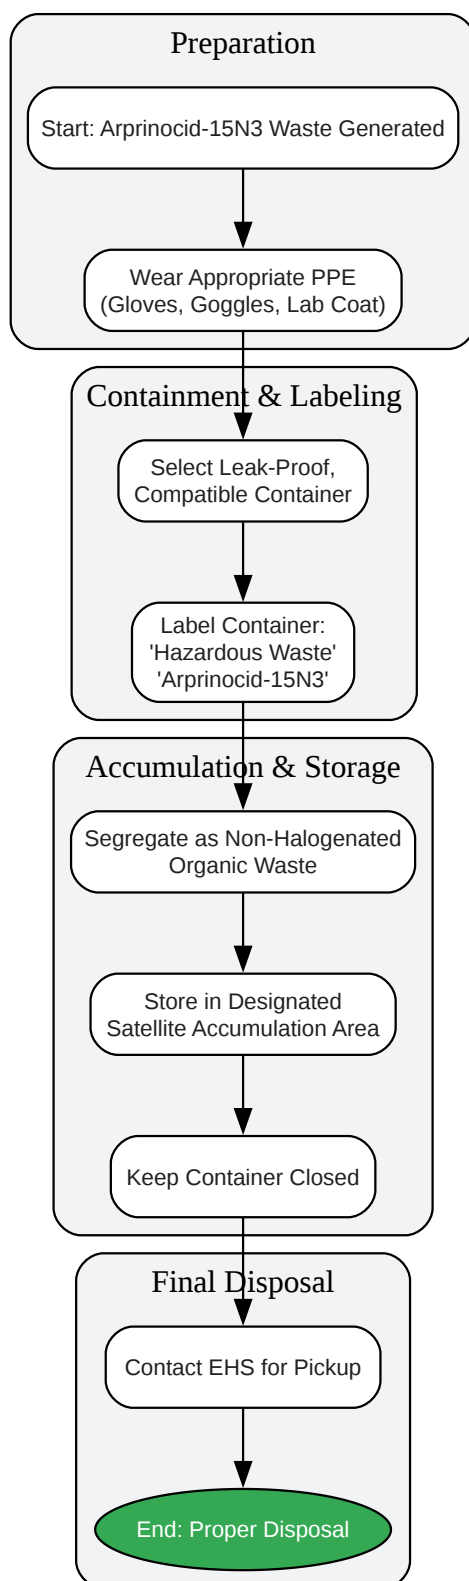 Preparation
Start: Arprinocid-15N3 Waste Generated
Wear Appropriate PPE
(Gloves, Goggles, Lab Coat)
Containment & Labeling
Select Leak-Proof,
Compatible Container
Label Container:
'Hazardous Waste'
'Arprinocid-15N3'
Accumulation & Storage
Segregate as Non-Halogenated
Organic Waste
Store in Designated
Satellite Accumulation Area
Keep Container Closed
Final Disposal
Contact EHS for Pickup
End: Proper Disposal